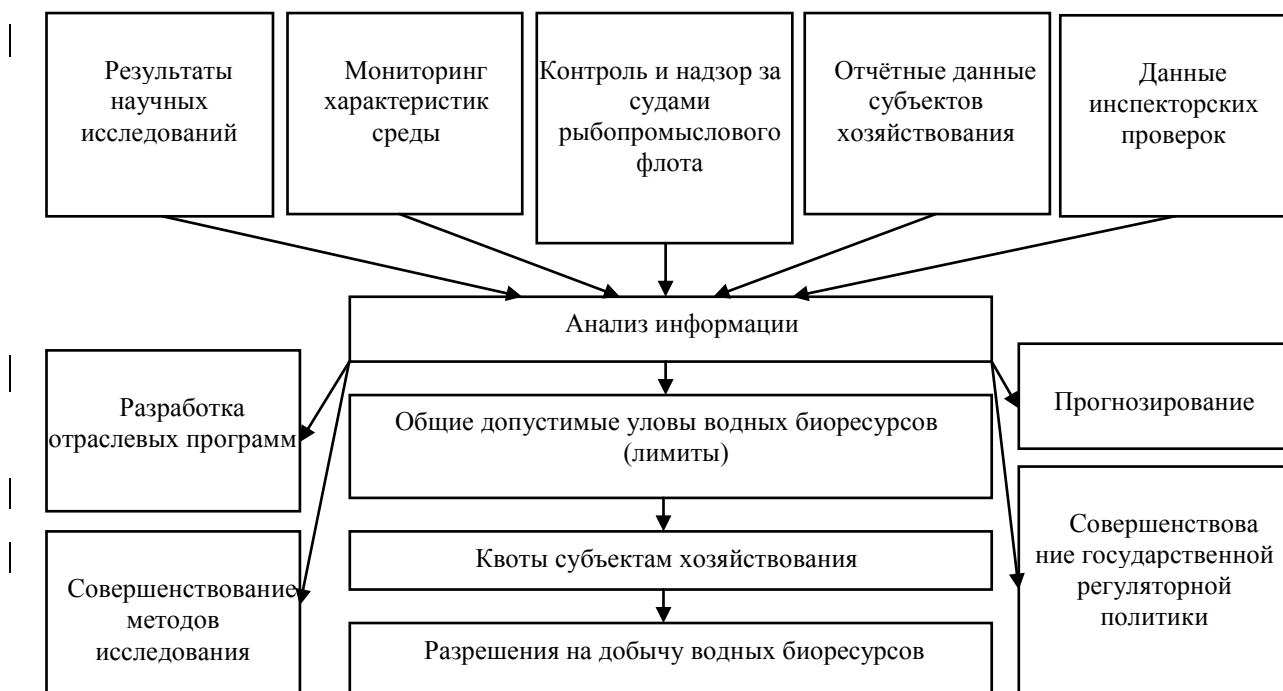 Результаты
научных
исследований
Мониторинг
характеристик
среды
Контроль и надзор за
судами
рыбопромыслового
флота
Отчётные данные
субъектов
хозяйствования
Данные
инспекторских
проверок
Анализ информации
Разработка
отраслевых программ
Общие допустимые уловы водных биоресурсов
(лимиты)
Прогнозирование
Квоты субъектам хозяйствования
Совершенствование
методов
исследования
Разрешения на добычу водных биоресурсов
Совершенствова
ние государственной
регуляторной
политики